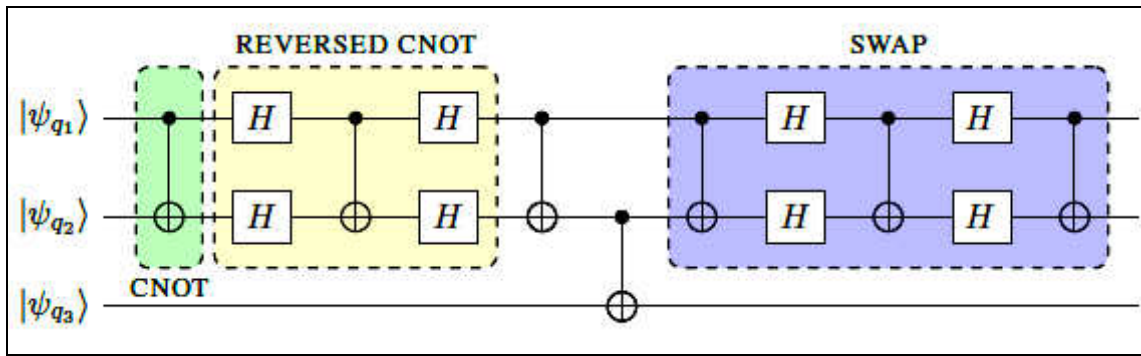 REVERSED CNOT SWAP
|ψq1⟩ H H H H
|ψq2⟩ H H H H
CNOT
|ψq3⟩